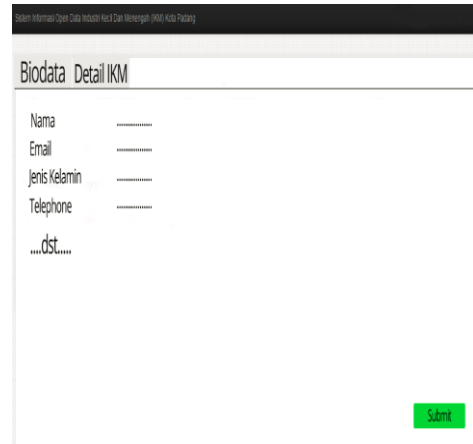 Sistem Informasi Open Data Industri Kecil Dan Menengah (IKM) Kota Padang
Biodata Detail IKM
Nama ...............
Email ...............
Jenis Kelamin ...............
Telephone ...............
....dst.....
Submit